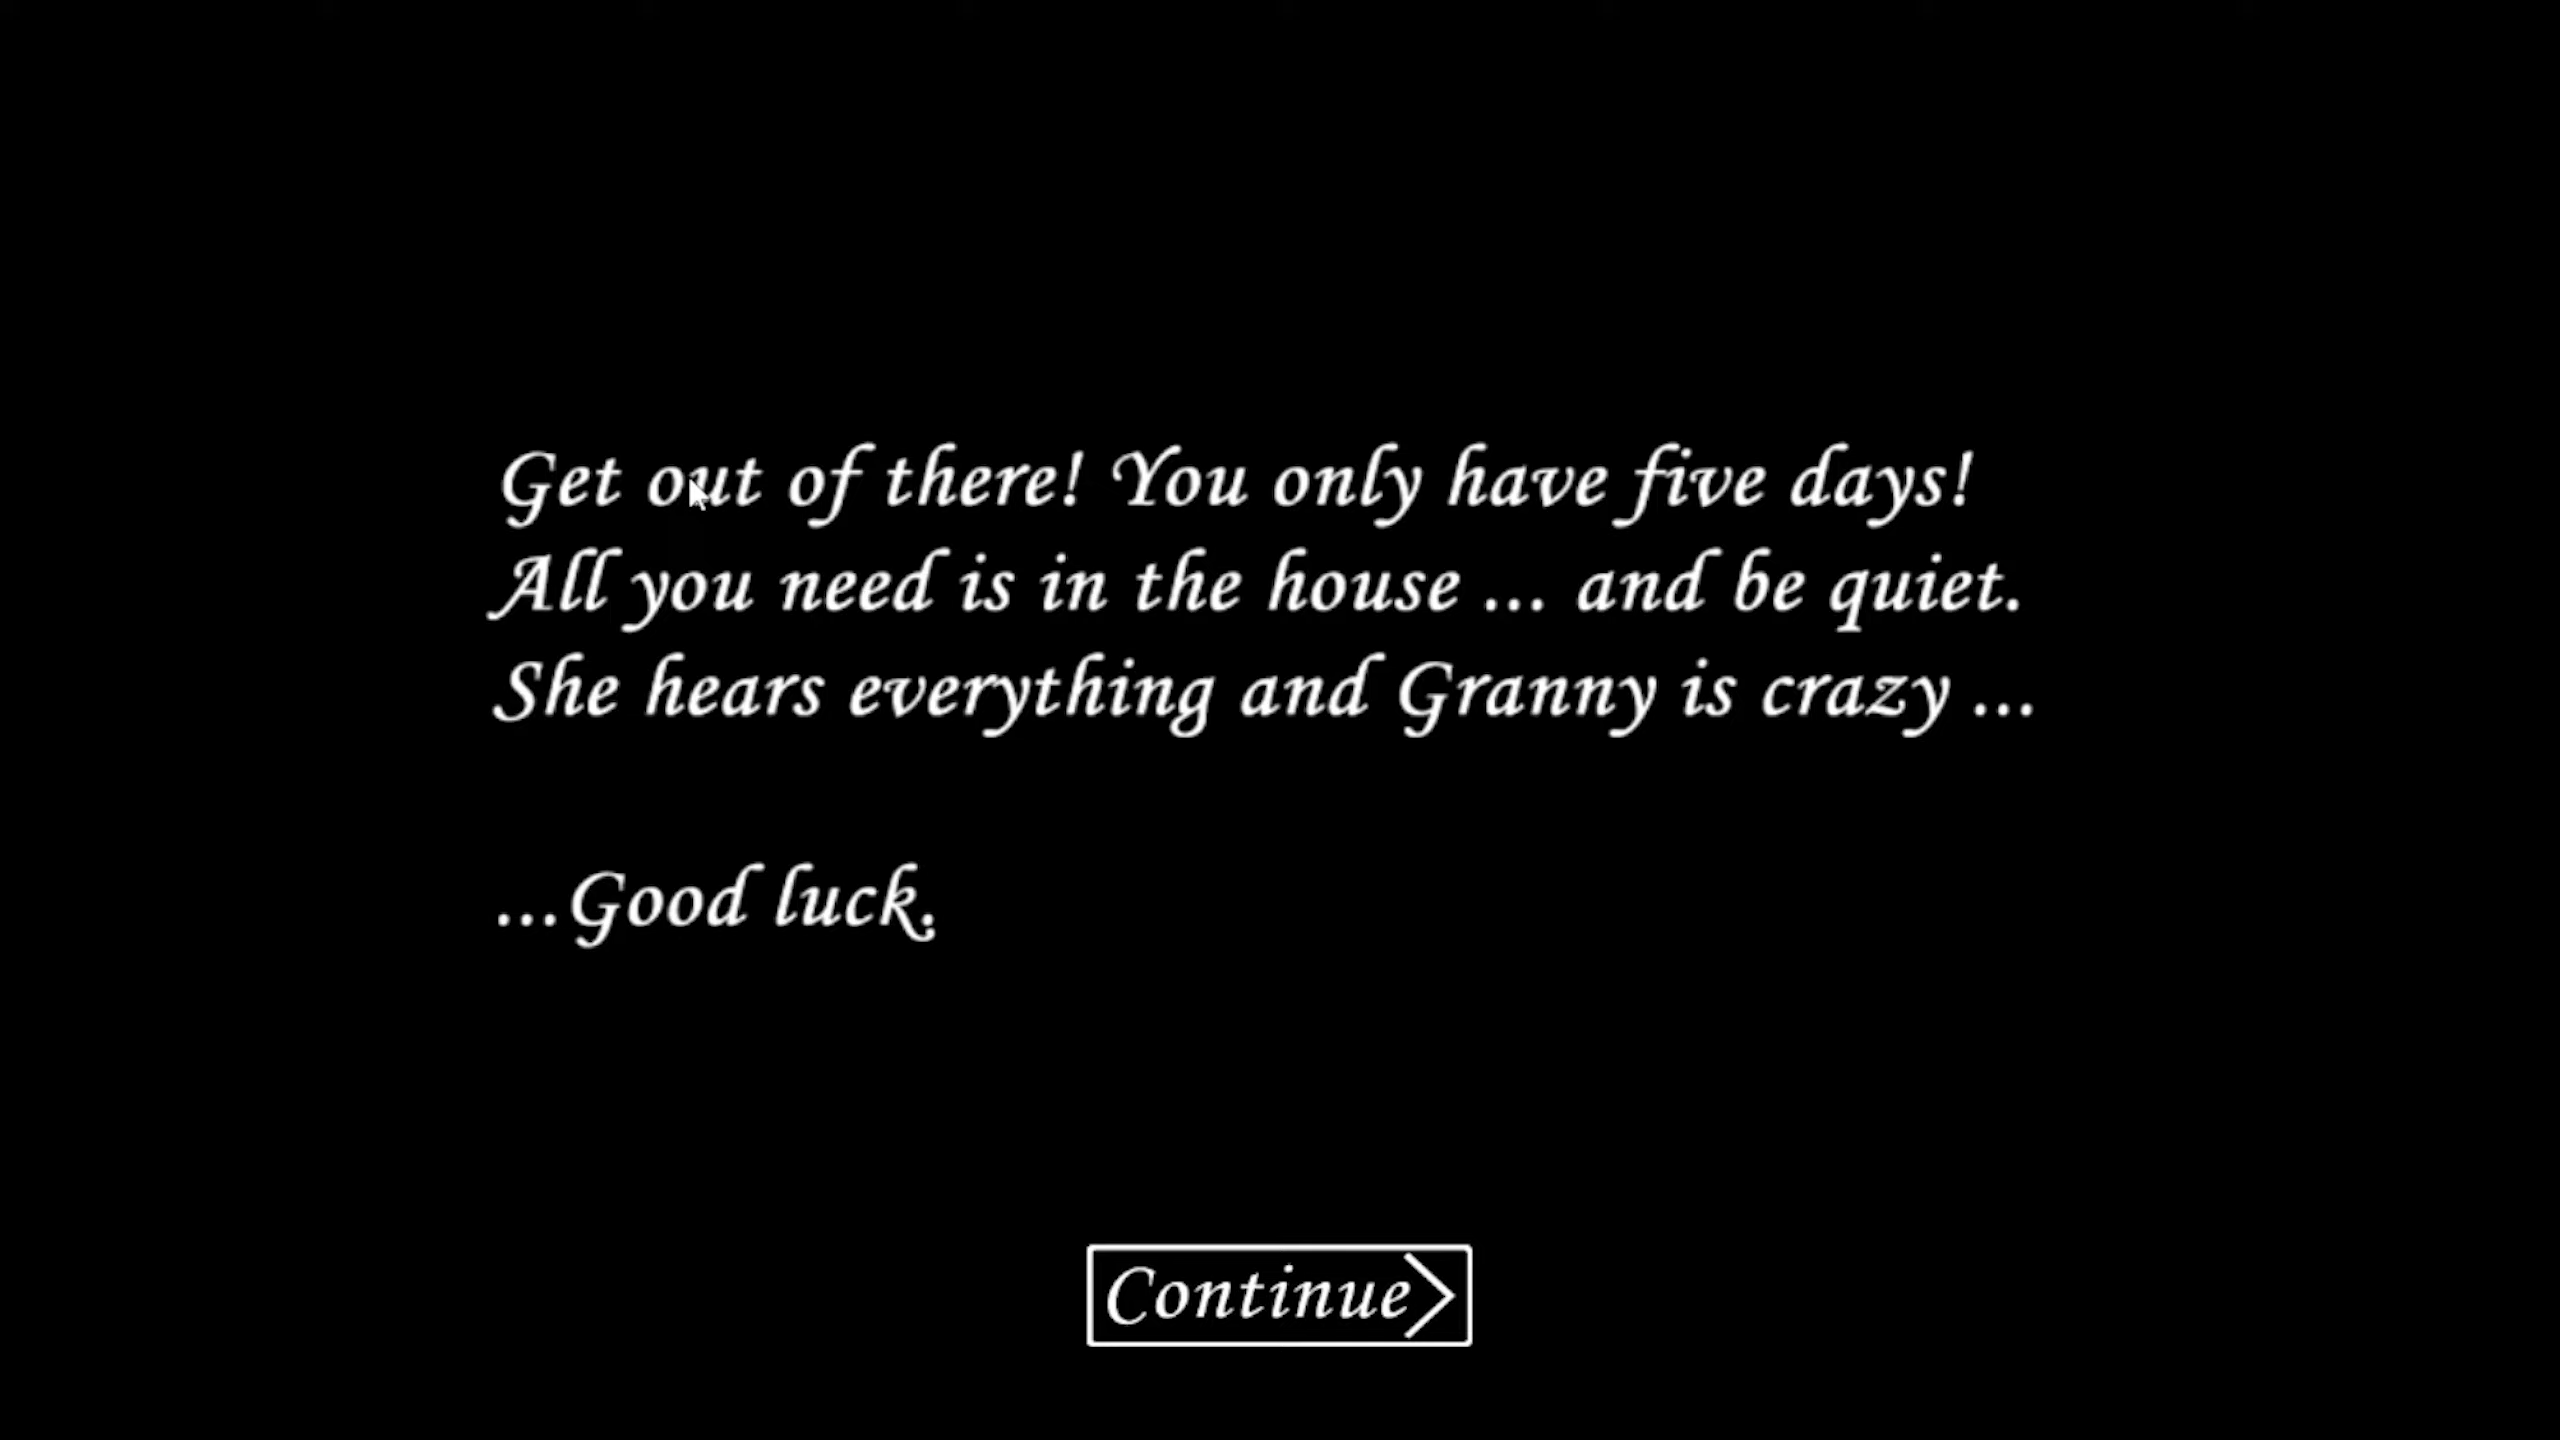 Get out of there! You only have five days!
All you need is in the house ... and be quiet.
She hears everything and Granny is crazy ...
...Good luck.
Continue>